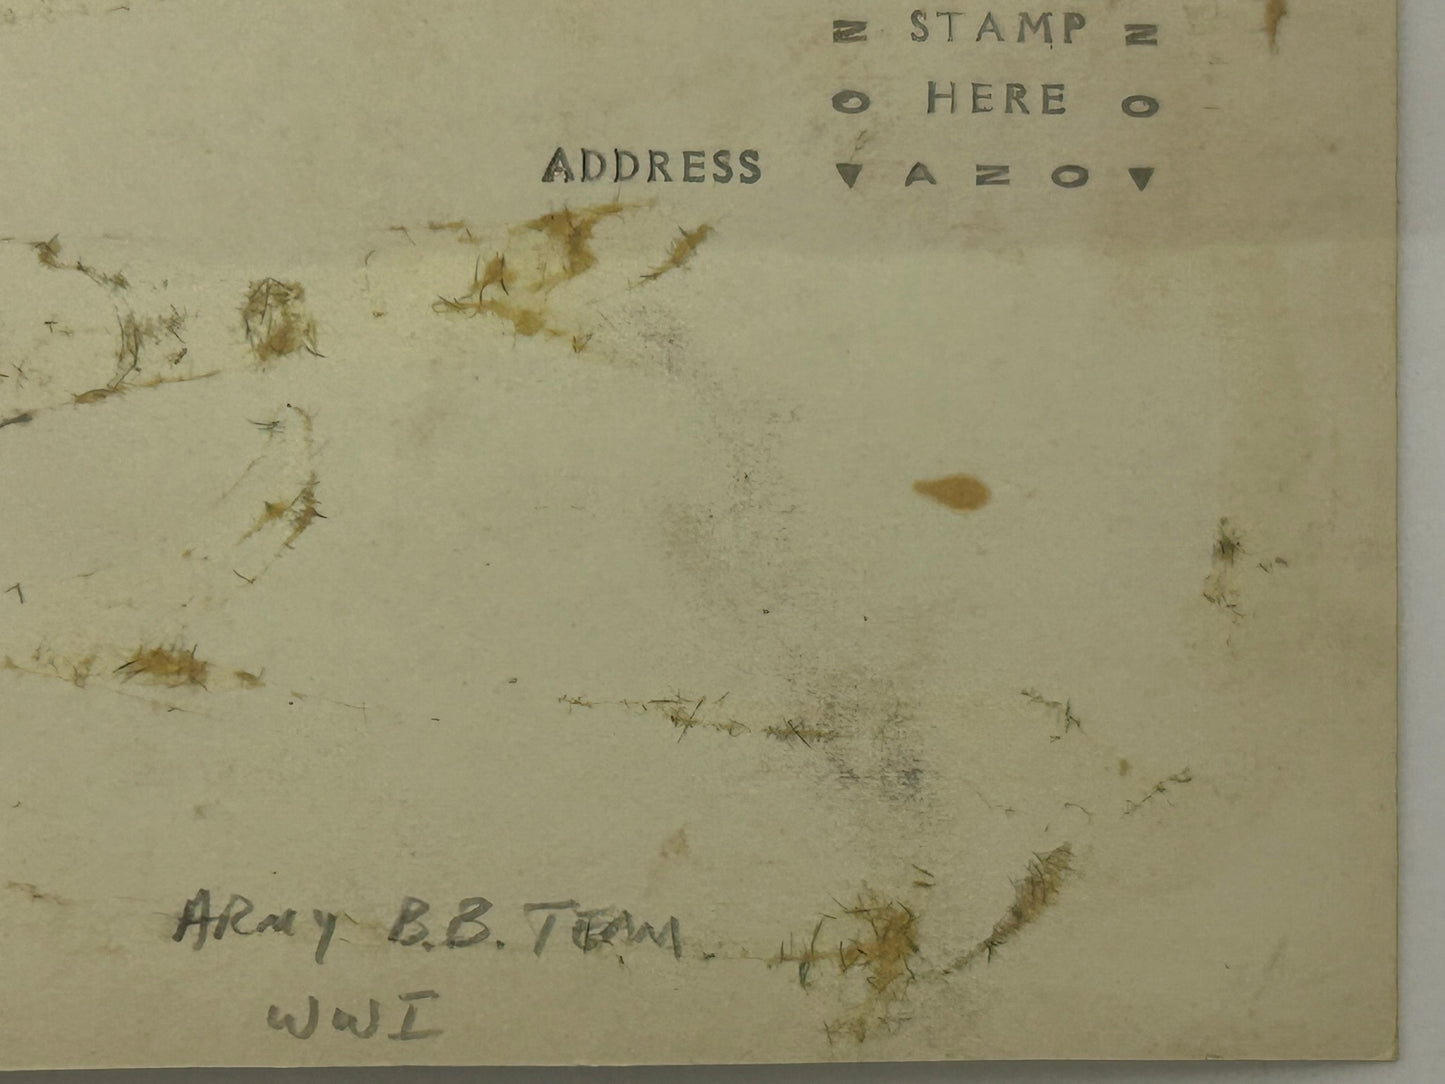 N STAMP N
O HERE O
ADDRESS ▼ A N O ▼
ARMY B.B. TEAM
WWI